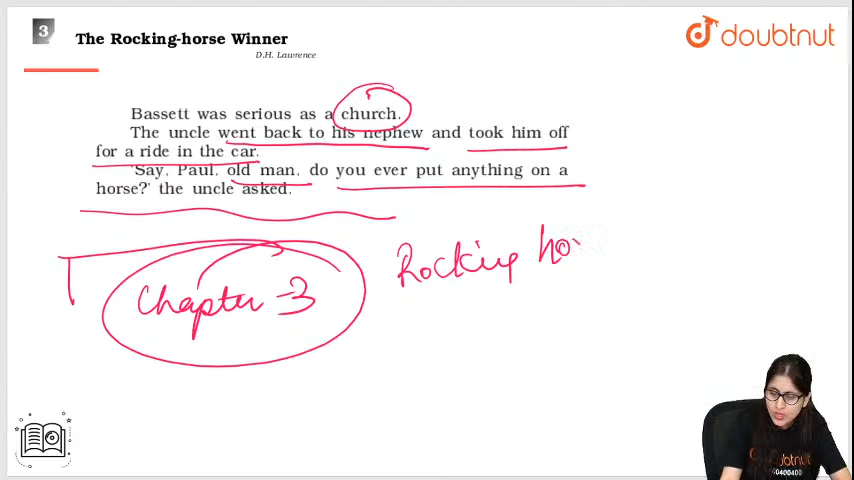 3
The Rocking-horse Winner
D.H. Lawrence
doubtnut
Bassett was serious as a church.
The uncle went back to his nephew and took him off
for a ride in the car.
'Say, Paul, old man, do you ever put anything on a
horse?' the uncle asked.
Chapter-3
Rocking ho
doubtnut